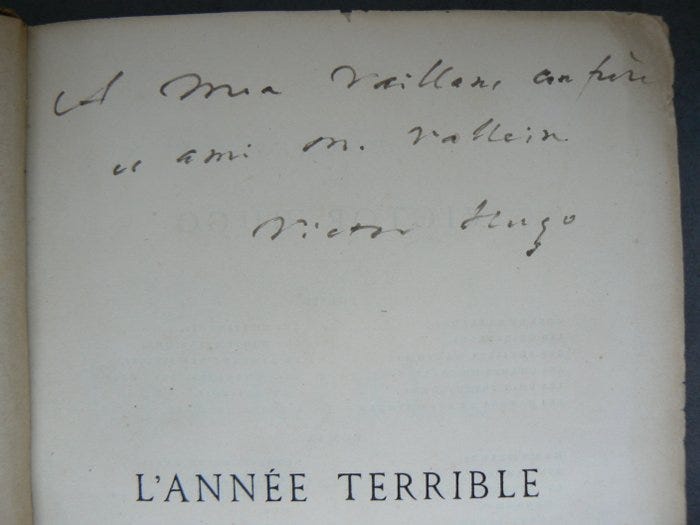 A mon vaillant confrère
et ami M. Vallein
Victor Hugo
L'ANNÉE TERRIBLE